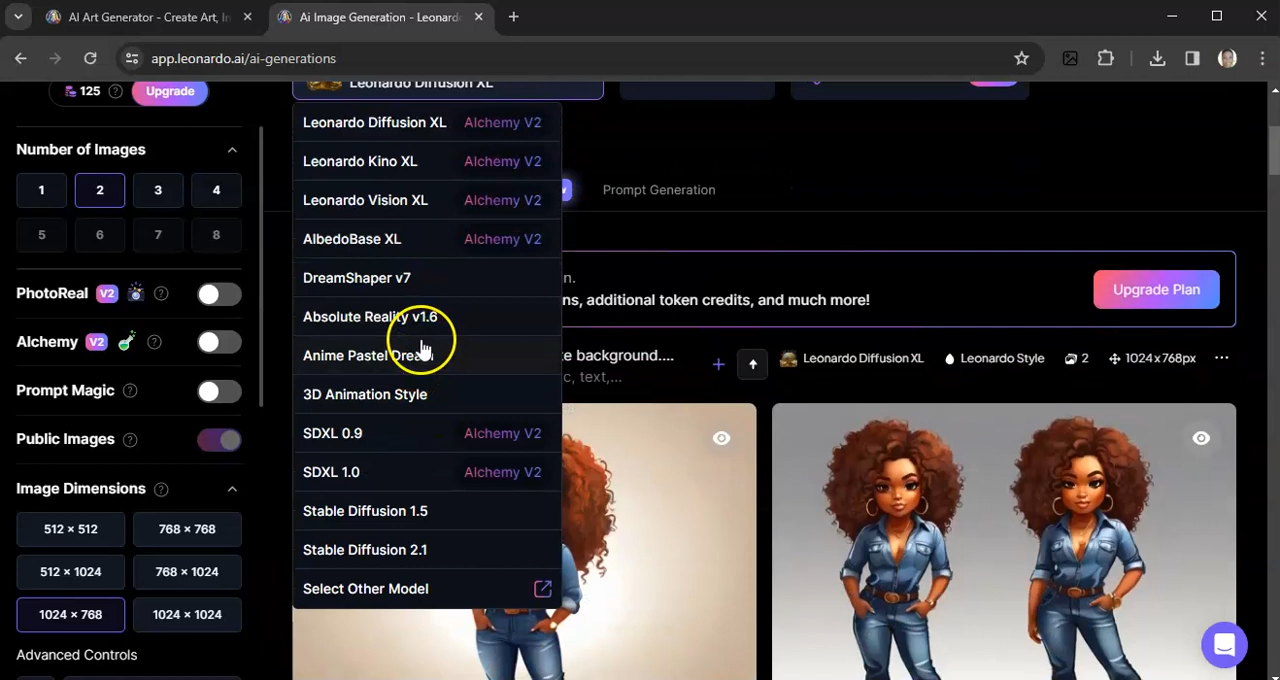 AI Art Generator - Create Art, In
Ai Image Generation - Leonardo
app.leonardo.ai/ai-generations
125
Upgrade
Leonardo Diffusion XL
Number of Images
1 2 3 4
5 6 7 8
PhotoReal V2
Alchemy V2
Prompt Magic
Public Images
Image Dimensions
512 × 512 768 × 768
512 × 1024 768 × 1024
1024 × 768 1024 × 1024
Advanced Controls
Leonardo Diffusion XL Alchemy V2
Leonardo Kino XL Alchemy V2
Leonardo Vision XL Alchemy V2
AlbedoBase XL Alchemy V2
DreamShaper v7
Absolute Reality v1.6
Anime Pastel Dream
3D Animation Style
SDXL 0.9 Alchemy V2
SDXL 1.0 Alchemy V2
Stable Diffusion 1.5
Stable Diffusion 2.1
Select Other Model
Prompt Generation
n.
ns, additional token credits, and much more!
Upgrade Plan
te background....
c, text,...
Leonardo Diffusion XL Leonardo Style 2 1024 x 768px